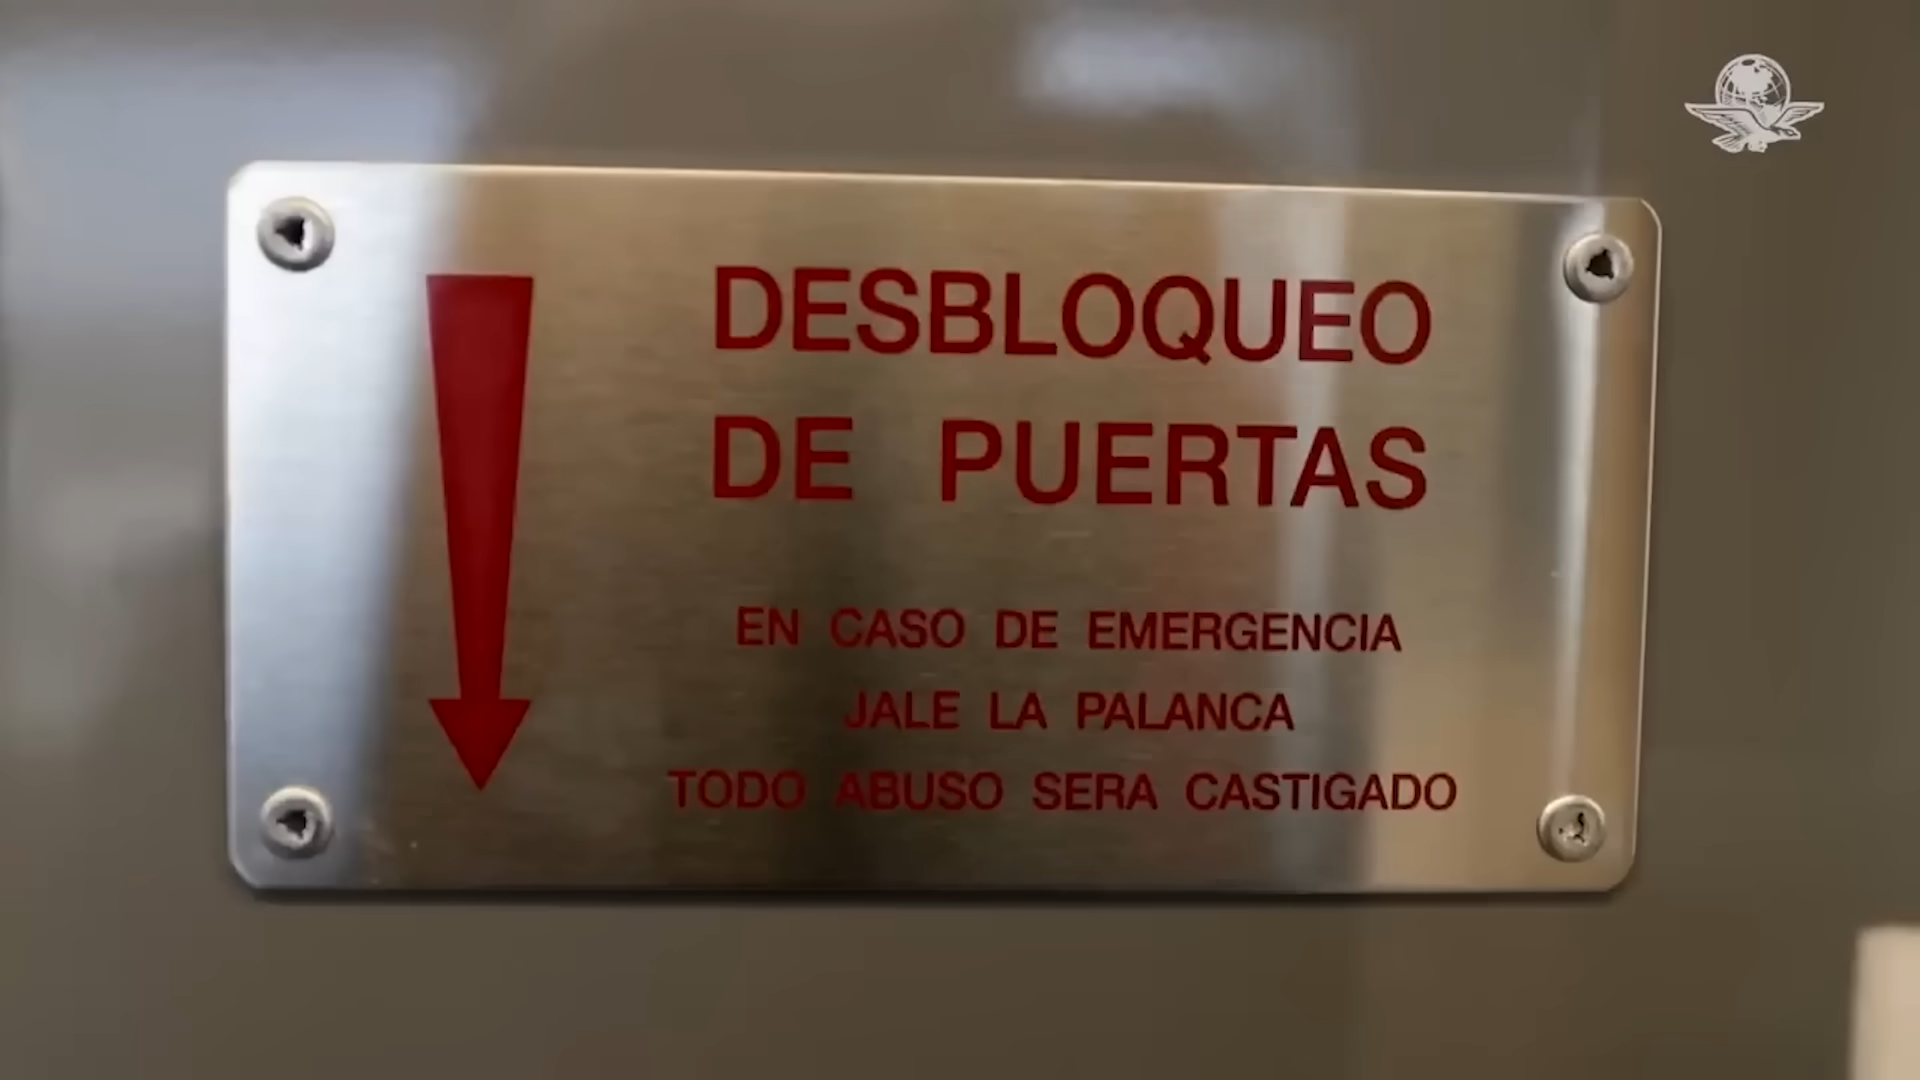 DESBLOQUEO
DE PUERTAS
EN CASO DE EMERGENCIA
JALE LA PALANCA
TODO ABUSO SERA CASTIGADO